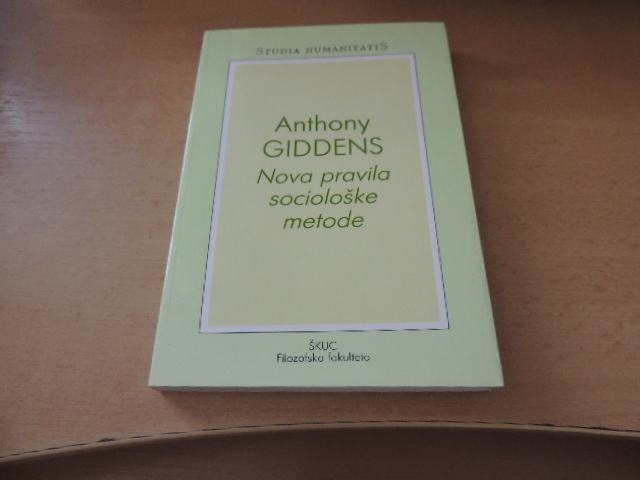 STUDIA HUMANITATIS
Anthony
GIDDENS
Nova pravila
sociološke
metode
ŠKUC
Filozofska fakulteta